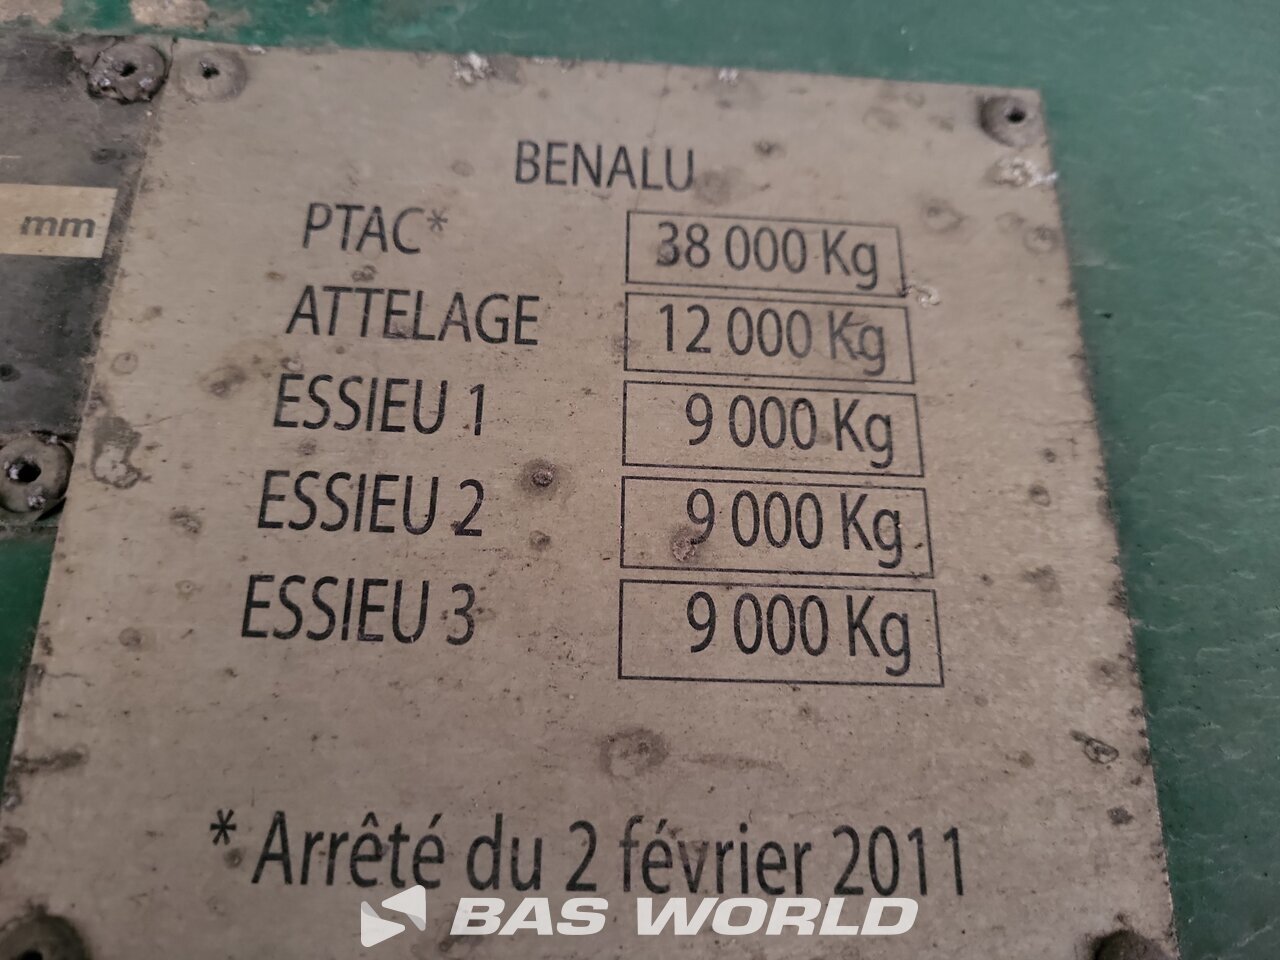 BENALU
mm
PTAC* 38 000 Kg
ATTELAGE 12 000 Kg
ESSIEU 1 9 000 Kg
ESSIEU 2 9 000 Kg
ESSIEU 3 9 000 Kg
* Arrêté du 2 février 2011
BAS WORLD